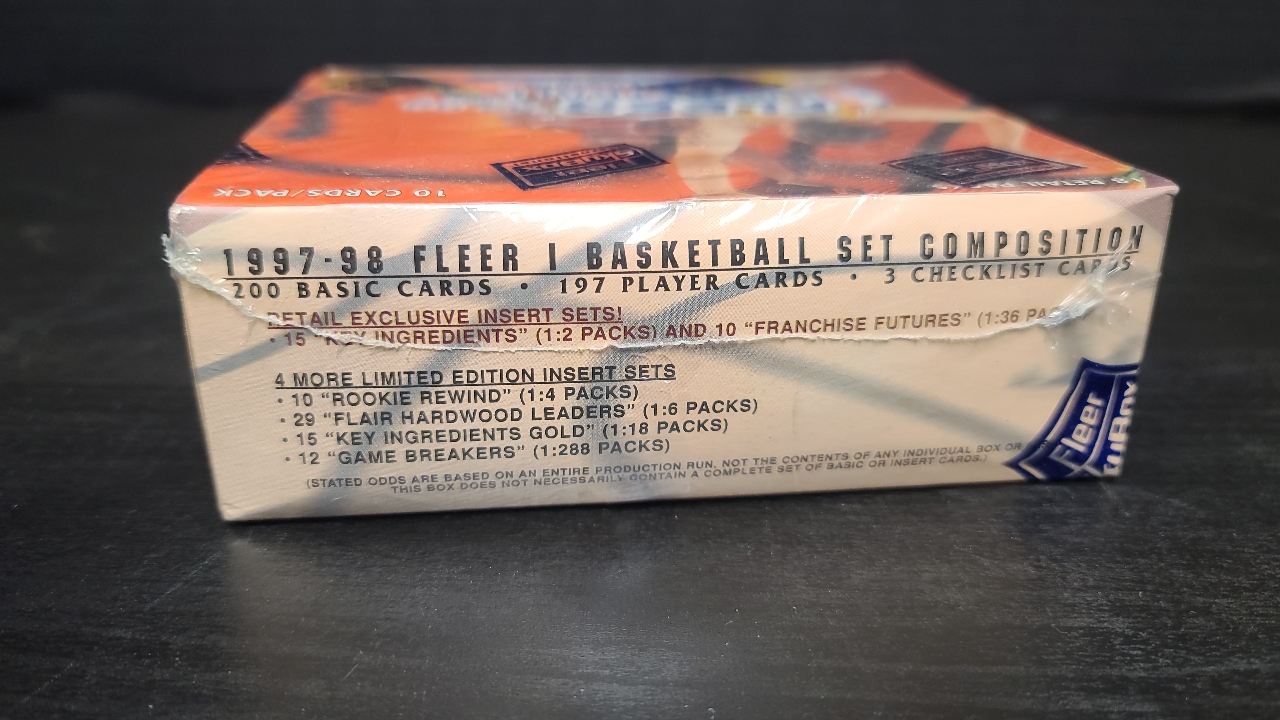 10 CARDS/PACK
1997-98 FLEER I BASKETBALL SET COMPOSITION
200 BASIC CARDS • 197 PLAYER CARDS • 3 CHECKLIST CARDS
RETAIL EXCLUSIVE INSERT SETS!
• 15 “KEY INGREDIENTS” (1:2 PACKS) AND 10 “FRANCHISE FUTURES” (1:36
4 MORE LIMITED EDITION INSERT SETS
• 10 “ROOKIE REWIND” (1:4 PACKS)
• 29 “FLAIR HARDWOOD LEADERS” (1:6 PACKS)
• 15 “KEY INGREDIENTS GOLD” (1:18 PACKS)
• 12 “GAME BREAKERS” (1:288 PACKS)
(STATED ODDS ARE BASED ON AN ENTIRE PRODUCTION RUN, NOT THE CONTENTS OF ANY INDIVIDUAL BOX OR
THIS BOX DOES NOT NECESSARILY CONTAIN A COMPLETE SET OF BASIC OR INSERT CARDS.)
Fleer